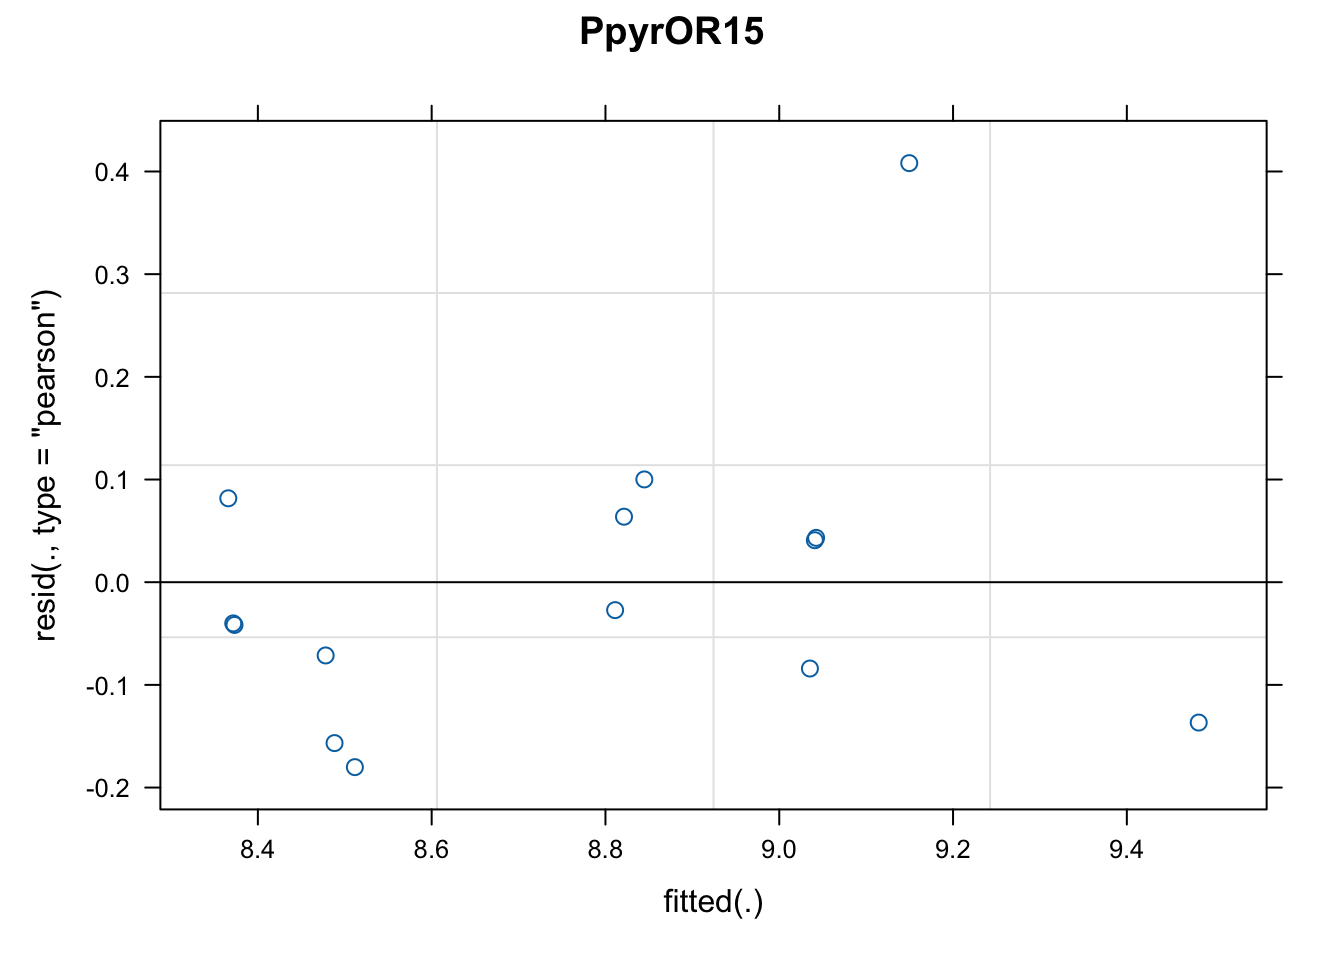 PpyrOR15
resid(., type = "pearson")
0.4
0.3
0.2
0.1
0.0
-0.1
-0.2
8.4 8.6 8.8 9.0 9.2 9.4
fitted(.)